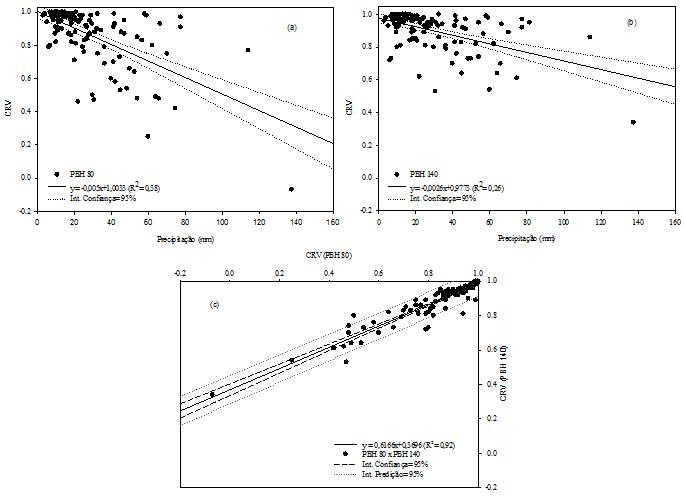 (a)
1.0
0.8
0.6
0.4
0.2
0.0
-0.2
CRV
PBH 80
y= -0,005x+1,0033 (R²=0,38)
Int. Confiança= 95%
0 20 40 60 80 100 120 140 160
Precipitação (mm)
(b)
1.0
0.8
0.6
0.4
0.2
0.0
-0.2
CRV
PBH 140
y= -0,0026x+0,9773 (R²=0,26)
Int. Confiança= 95%
0 20 40 60 80 100 120 140 160
Precipitação (mm)
CRV (PBH 80)
-0.2 0.0 0.2 0.4 0.6 0.8 1.0
(c)
1.0
0.8
0.6
0.4
0.2
0.0
-0.2
CRV (PBH 140)
y = 0,6166x+0,3696 (R²=0,92)
PBH 80 x PBH 140
Int. Confiança= 95%
Int. Predição= 95%